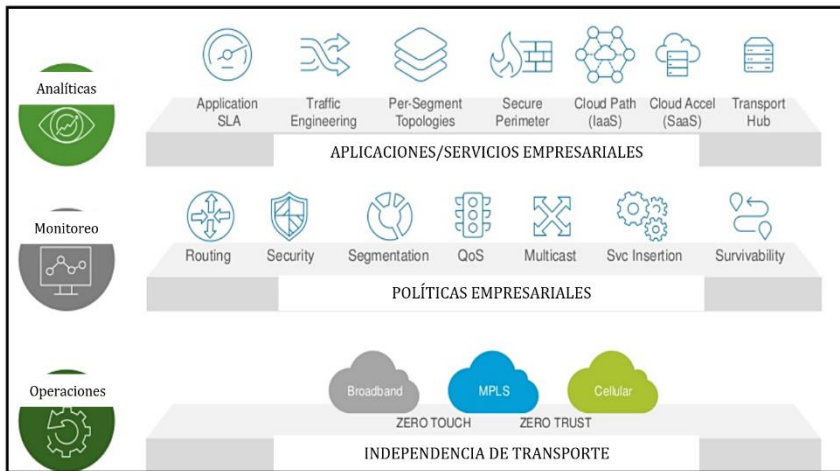 Analíticas
Application SLA
Traffic Engineering
Per-Segment Topologies
Secure Perimeter
Cloud Path (IaaS)
Cloud Accel (SaaS)
Transport Hub
APLICACIONES/SERVICIOS EMPRESARIALES
Monitoreo
Routing
Security
Segmentation
QoS
Multicast
Svc Insertion
Survivability
POLÍTICAS EMPRESARIALES
Operaciones
Broadband
MPLS
Cellular
ZERO TOUCH
ZERO TRUST
INDEPENDENCIA DE TRANSPORTE